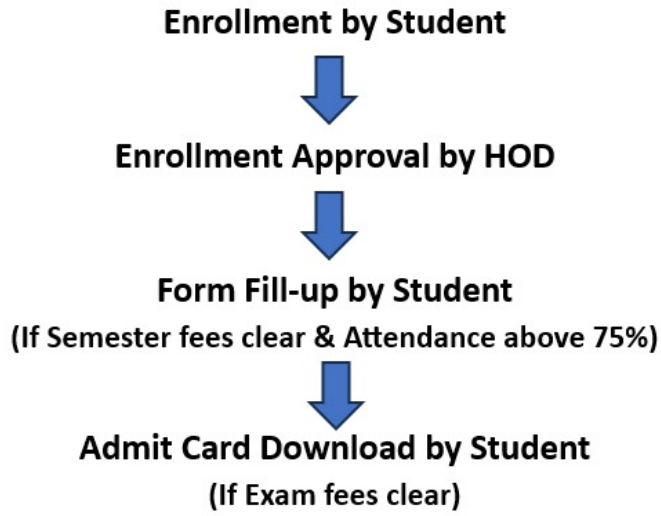 Enrollment by Student
Enrollment Approval by HOD
Form Fill-up by Student
(If Semester fees clear & Attendance above 75%)
Admit Card Download by Student
(If Exam fees clear)